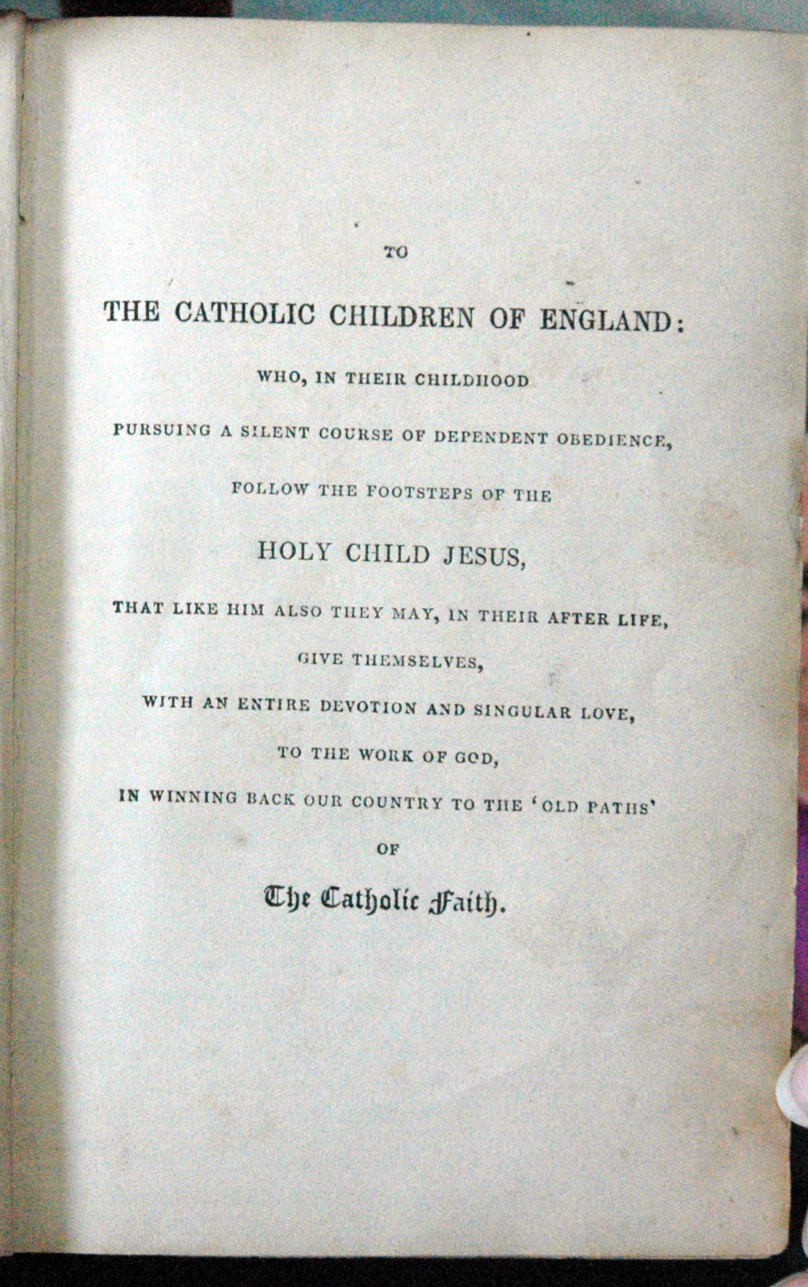 TO
THE CATHOLIC CHILDREN OF ENGLAND:
WHO, IN THEIR CHILDHOOD
PURSUING A SILENT COURSE OF DEPENDENT OBEDIENCE,
FOLLOW THE FOOTSTEPS OF THE
HOLY CHILD JESUS,
THAT LIKE HIM ALSO THEY MAY, IN THEIR AFTER LIFE,
GIVE THEMSELVES,
WITH AN ENTIRE DEVOTION AND SINGULAR LOVE,
TO THE WORK OF GOD,
IN WINNING BACK OUR COUNTRY TO THE ‘OLD PATHS’
OF
The Catholic Faith.